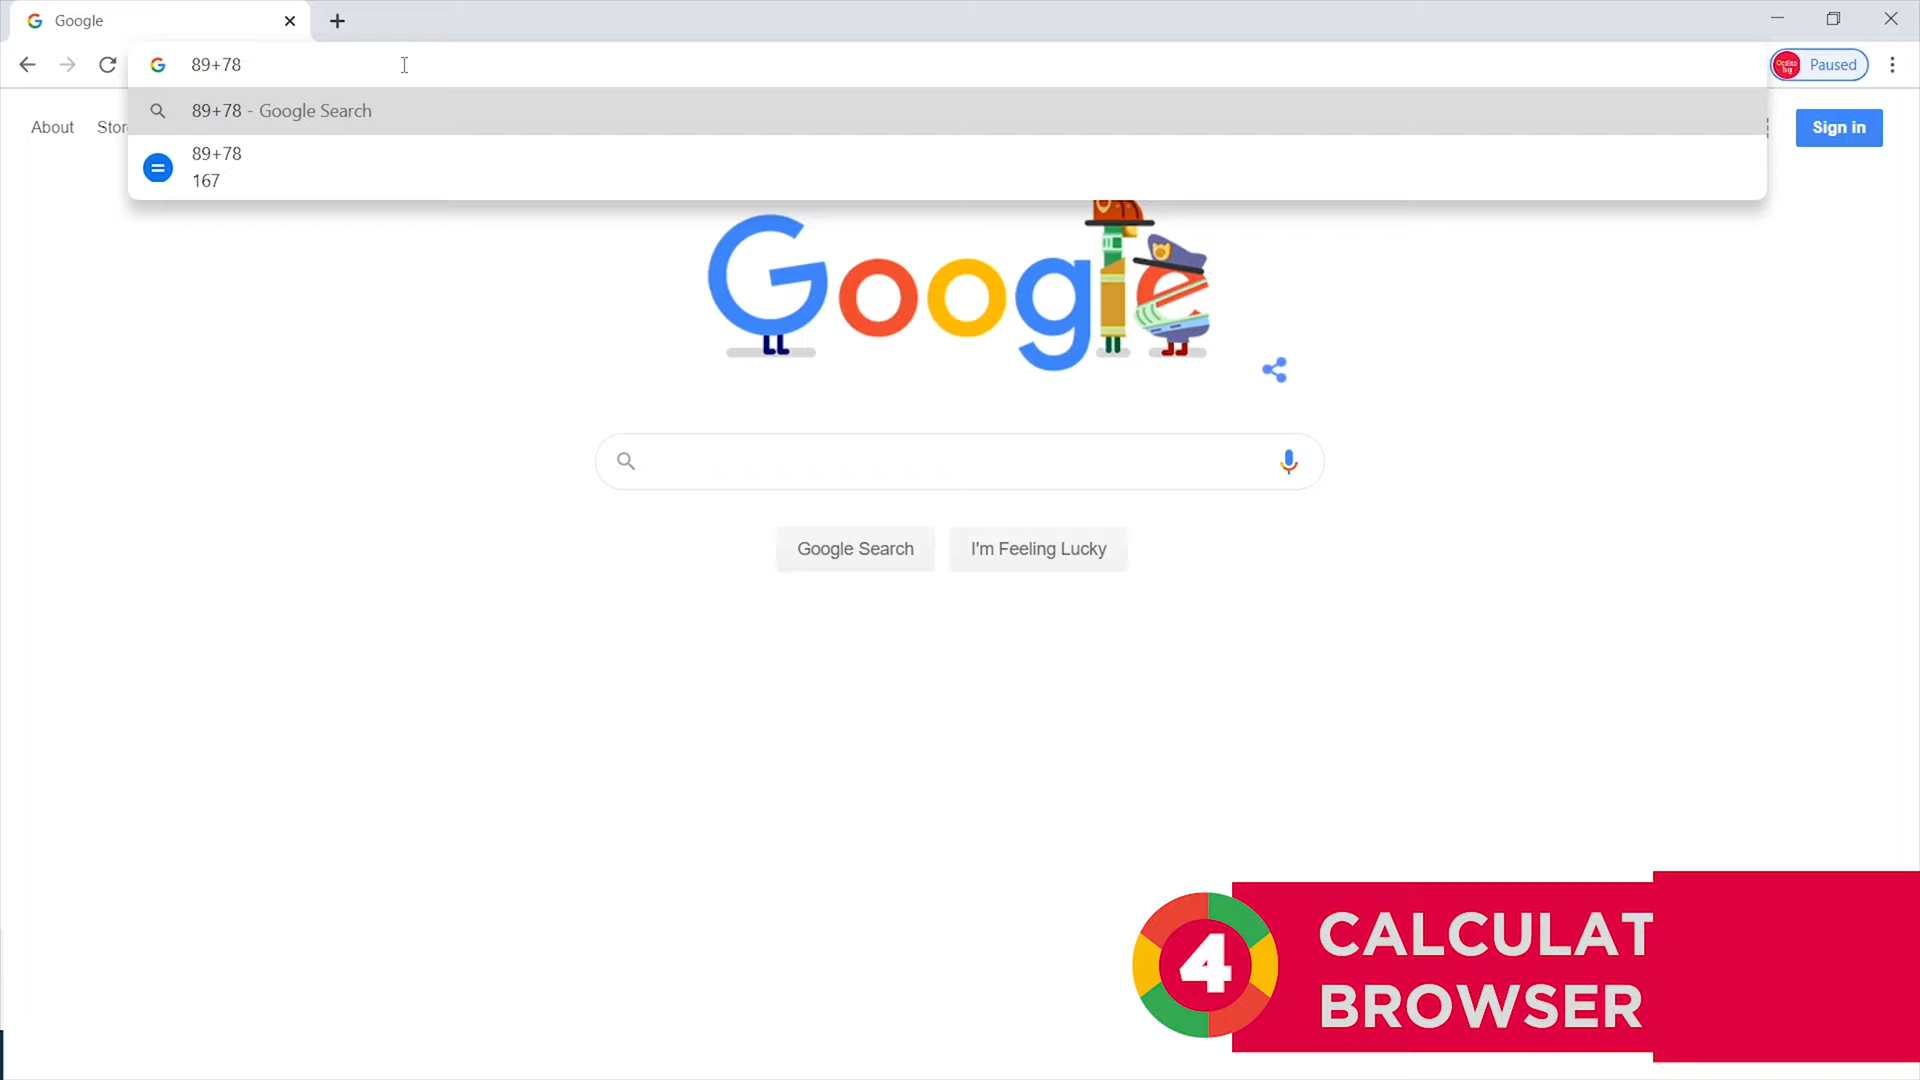 Google
89+78
Paused
89+78 - Google Search
89+78
167
About
Sign in
Google
Google Search
I'm Feeling Lucky
4
CALCULAT
BROWSER